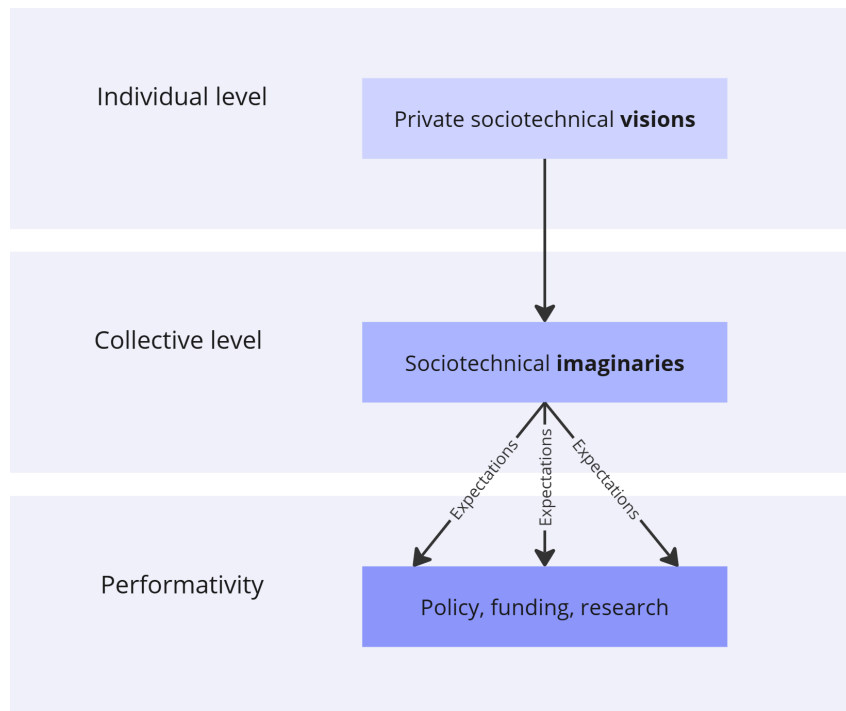 Individual level
Private sociotechnical visions
Collective level
Sociotechnical imaginaries
Expectations
Expectations
Expectations
Performativity
Policy, funding, research